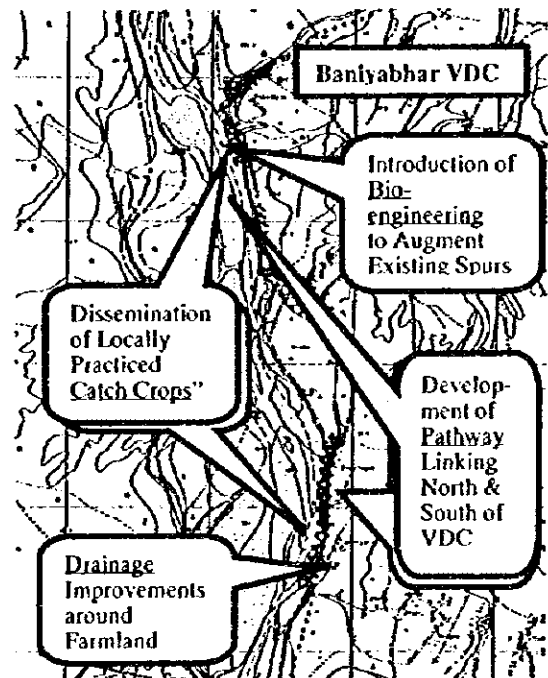 Baniyabhar VDC
Introduction of
Bio-
engineering
to Augment
Existing Spurs
Dissemination
of Locally
Practiced
Catch Crops"
Develop-
ment of
Pathway
Linking
North &
South of
VDC
Drainage
Improvements
around
Farmland